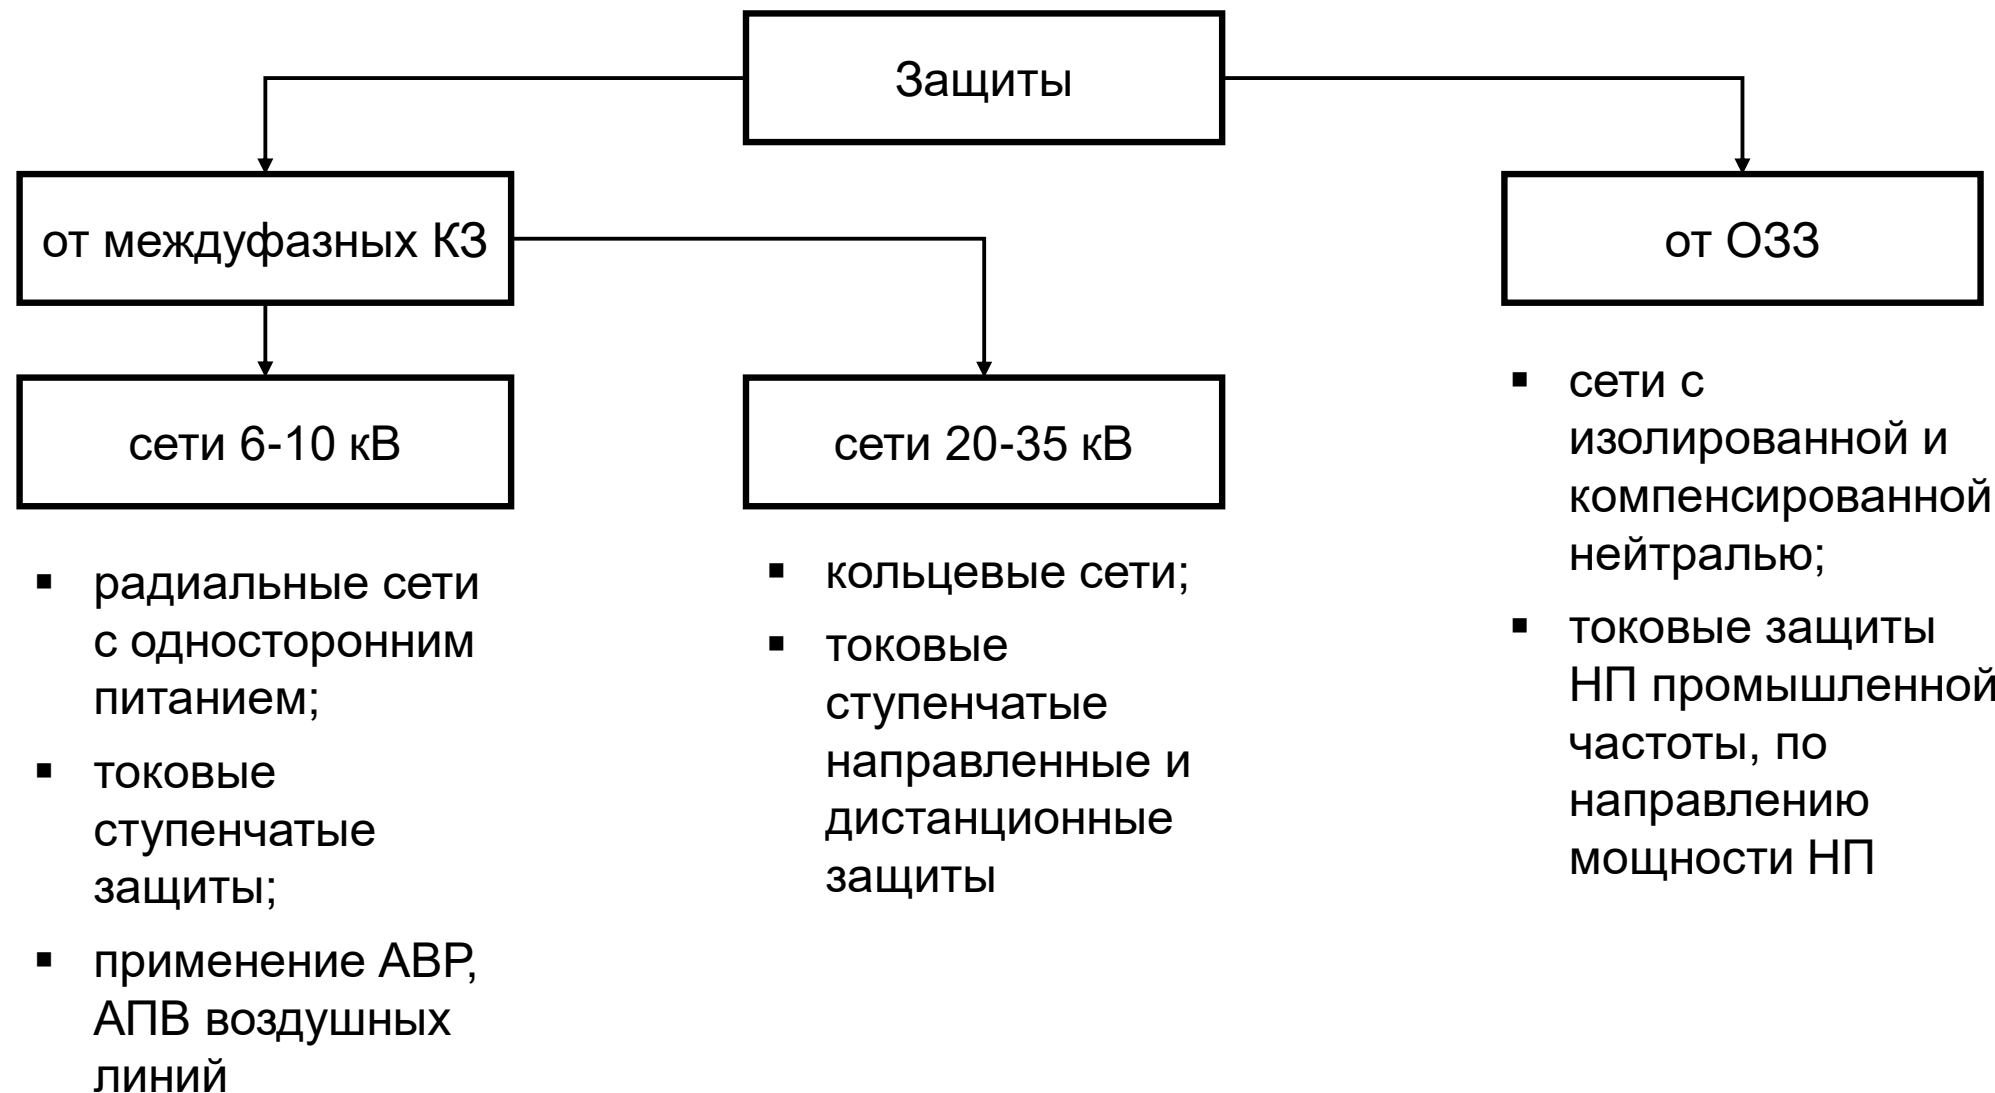 Защиты
от междуфазных КЗ
от ОЗЗ
сети 6-10 кВ
сети 20-35 кВ
▪ радиальные сети
с односторонним
питанием;
▪ токовые
ступенчатые
защиты;
▪ применение АВР,
АПВ воздушных
линий
▪ кольцевые сети;
▪ токовые
ступенчатые
направленные и
дистанционные
защиты
▪ сети с
изолированной и
компенсированной
нейтралью;
▪ токовые защиты
НП промышленной
частоты, по
направлению
мощности НП